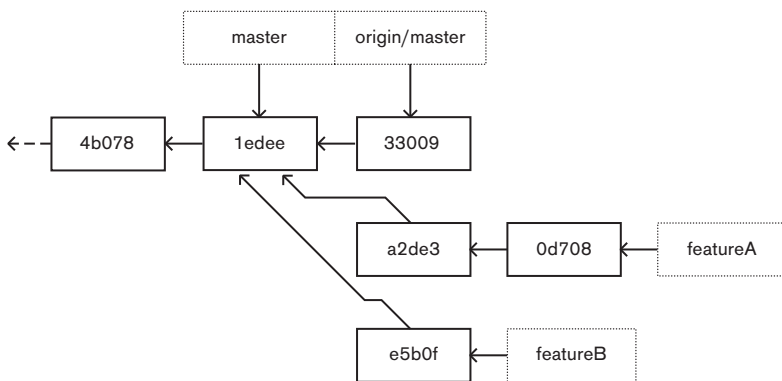 master origin/master
4b078 1edee 33009
a2de3 0d708 featureA
e5b0f featureB